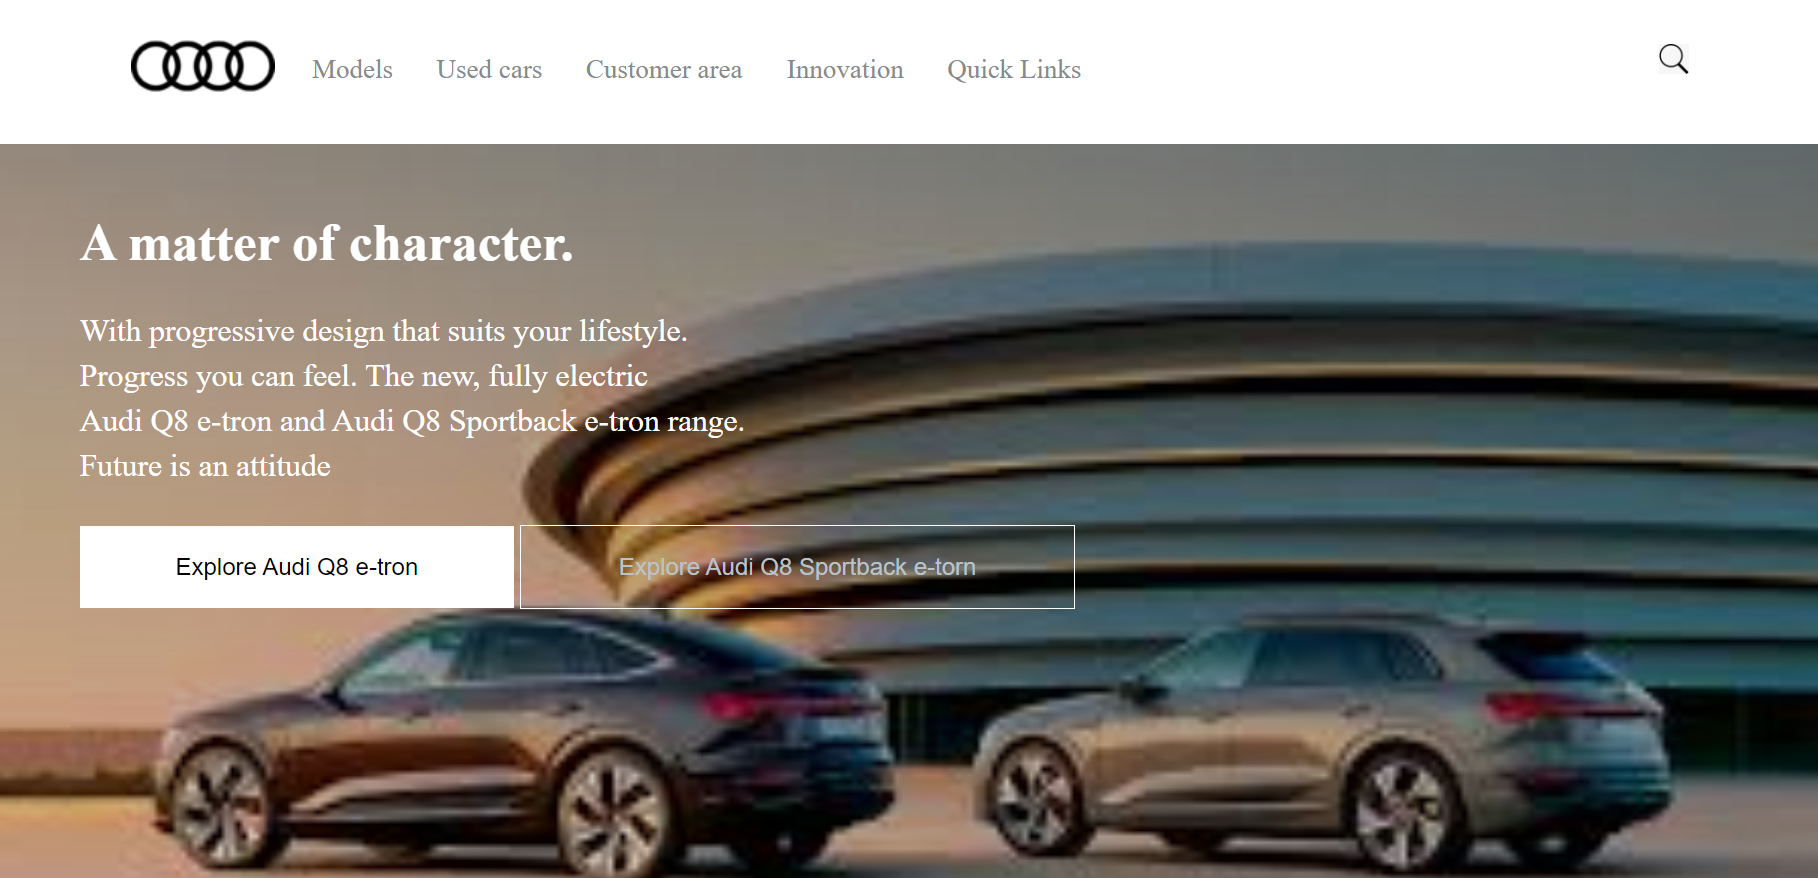 Models Used cars Customer area Innovation Quick Links
A matter of character.
With progressive design that suits your lifestyle.
Progress you can feel. The new, fully electric
Audi Q8 e-tron and Audi Q8 Sportback e-tron range.
Future is an attitude
Explore Audi Q8 e-tron Explore Audi Q8 Sportback e-torn